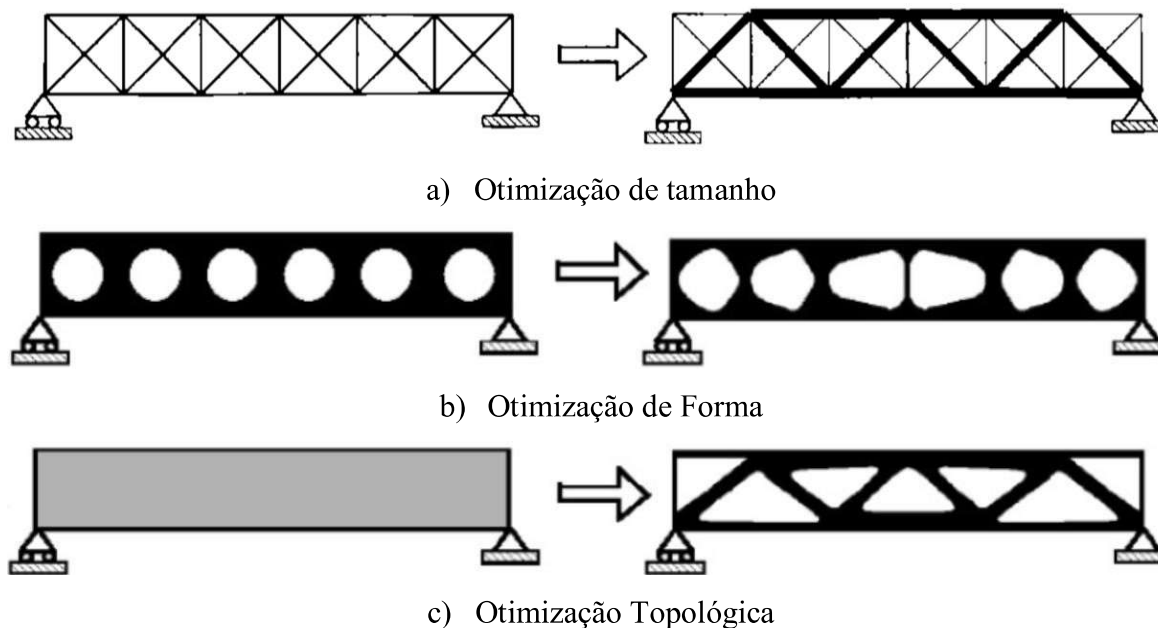 a) Otimização de tamanho
b) Otimização de Forma
c) Otimização Topológica